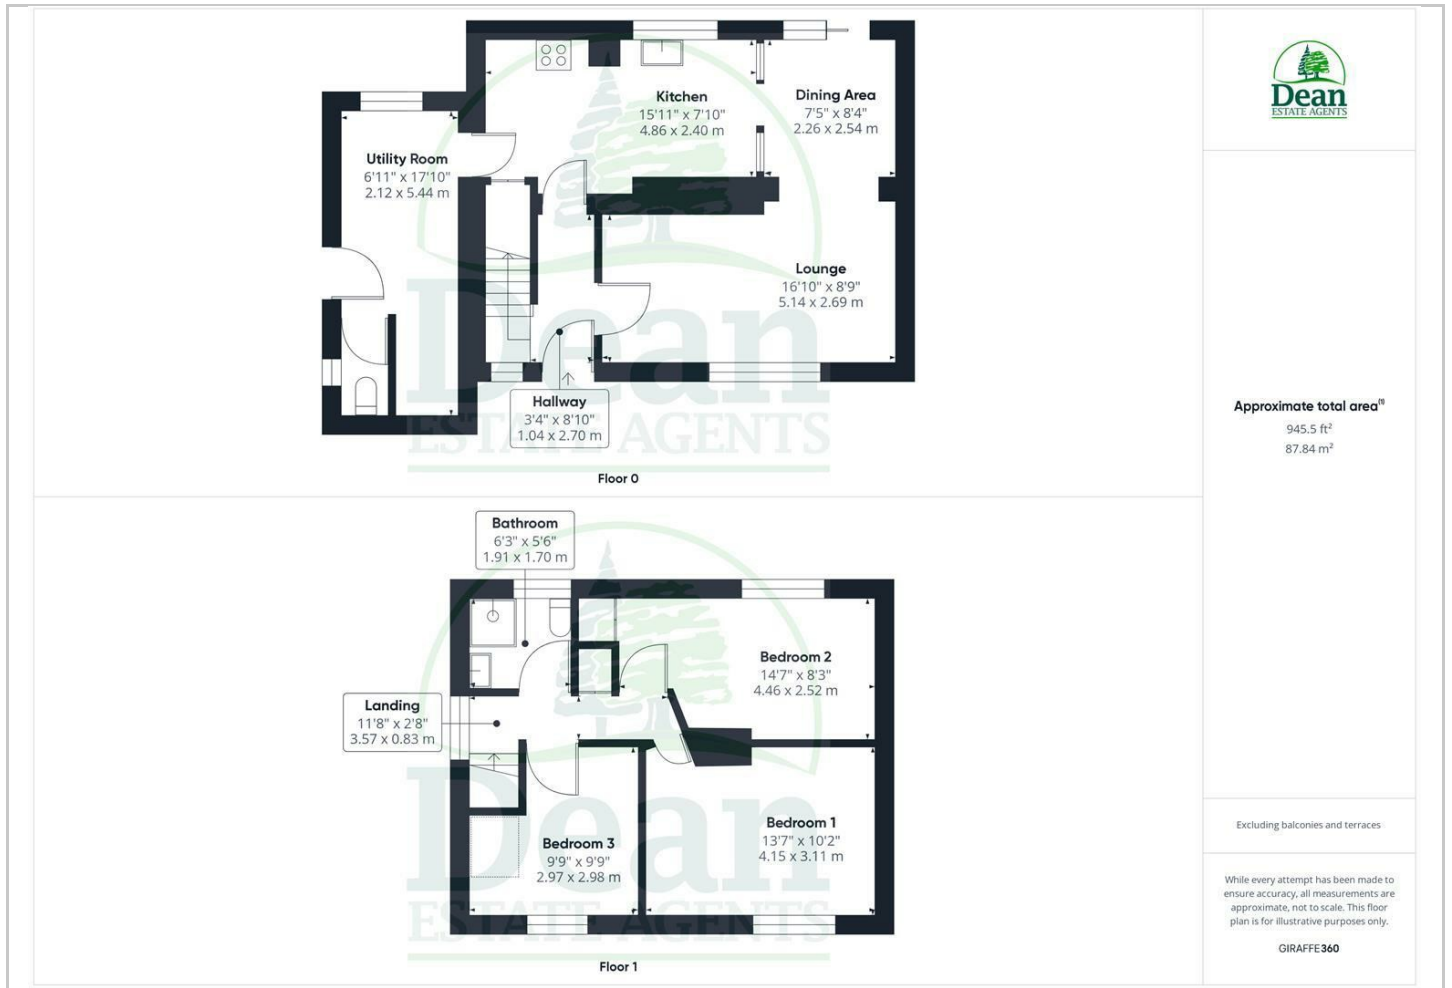 Kitchen
15'11" x 7'10"
4.86 x 2.40 m
Dining Area
7'5" x 8'4"
2.26 x 2.54 m
Utility Room
6'11" x 17'10"
2.12 x 5.44 m
Lounge
16'10" x 8'9"
5.14 x 2.69 m
Hallway
3'4" x 8'10"
1.04 x 2.70 m
Dean
ESTATE AGENTS
Floor 0
Bathroom
6'3" x 5'6"
1.91 x 1.70 m
Bedroom 2
14'7" x 8'3"
4.46 x 2.52 m
Landing
11'8" x 2'8"
3.57 x 0.83 m
Bedroom 1
13'7" x 10'2"
4.15 x 3.11 m
Bedroom 3
9'9" x 9'9"
2.97 x 2.98 m
Dean
ESTATE AGENTS
Floor 1
Dean
ESTATE AGENTS
Approximate total area⁽¹⁾
945.5 ft²
87.84 m²
Excluding balconies and terraces
While every attempt has been made to
ensure accuracy, all measurements are
approximate, not to scale. This floor
plan is for illustrative purposes only.
GIRAFFE360